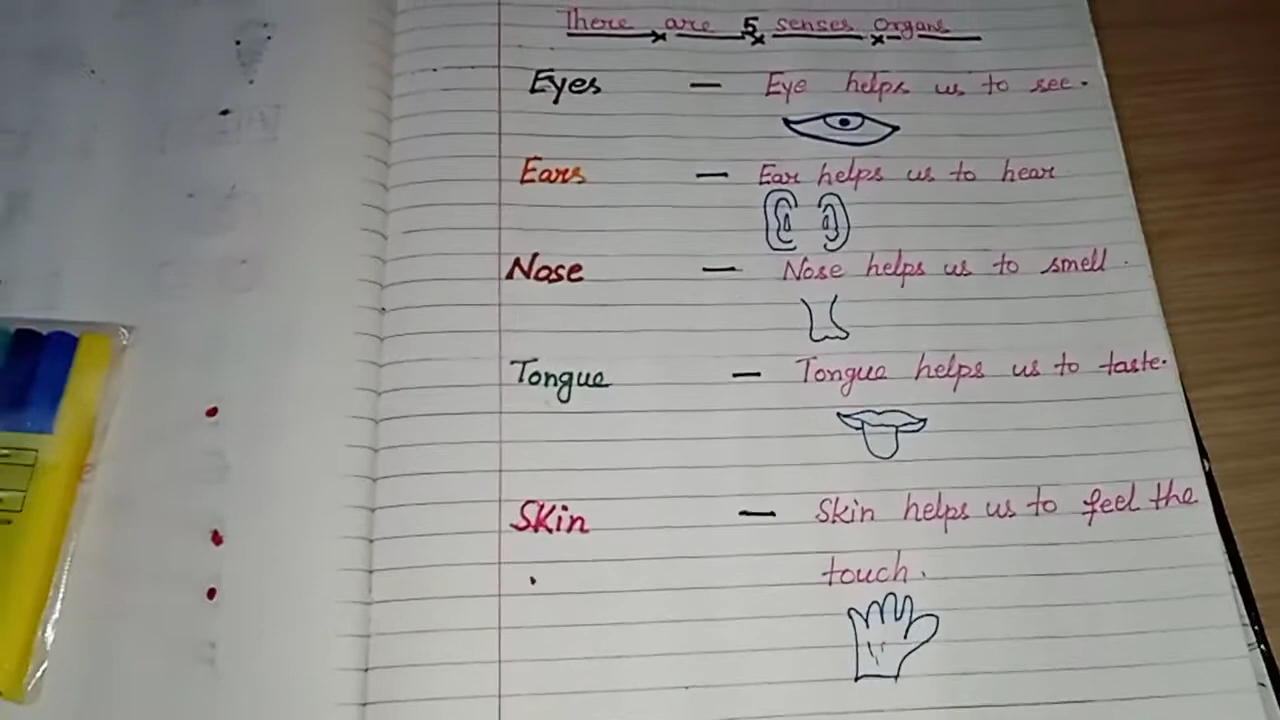 There are 5 senses Organs
Eyes — Eye helps us to see.
Ears — Ear helps us to hear
Nose — Nose helps us to smell.
Tongue — Tongue helps us to taste.
Skin — Skin helps us to feel the
touch.